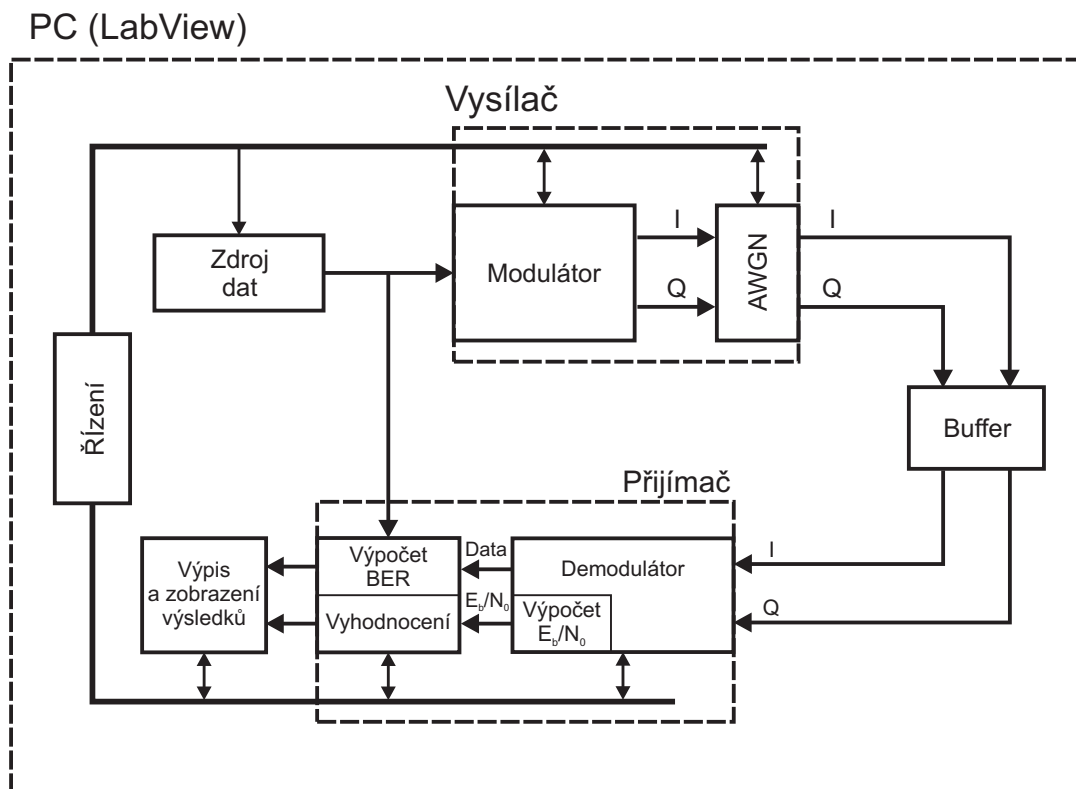 PC (LabView)
Vysílač
Zdroj
dat
Modulátor
I
Q
AWGN
I
Q
Řízení
Buffer
Přijímač
Výpis
a zobrazení
výsledků
Výpočet
BER
Vyhodnocení
Data
E_b/N_0
Demodulátor
Výpočet
E_b/N_0
I
Q